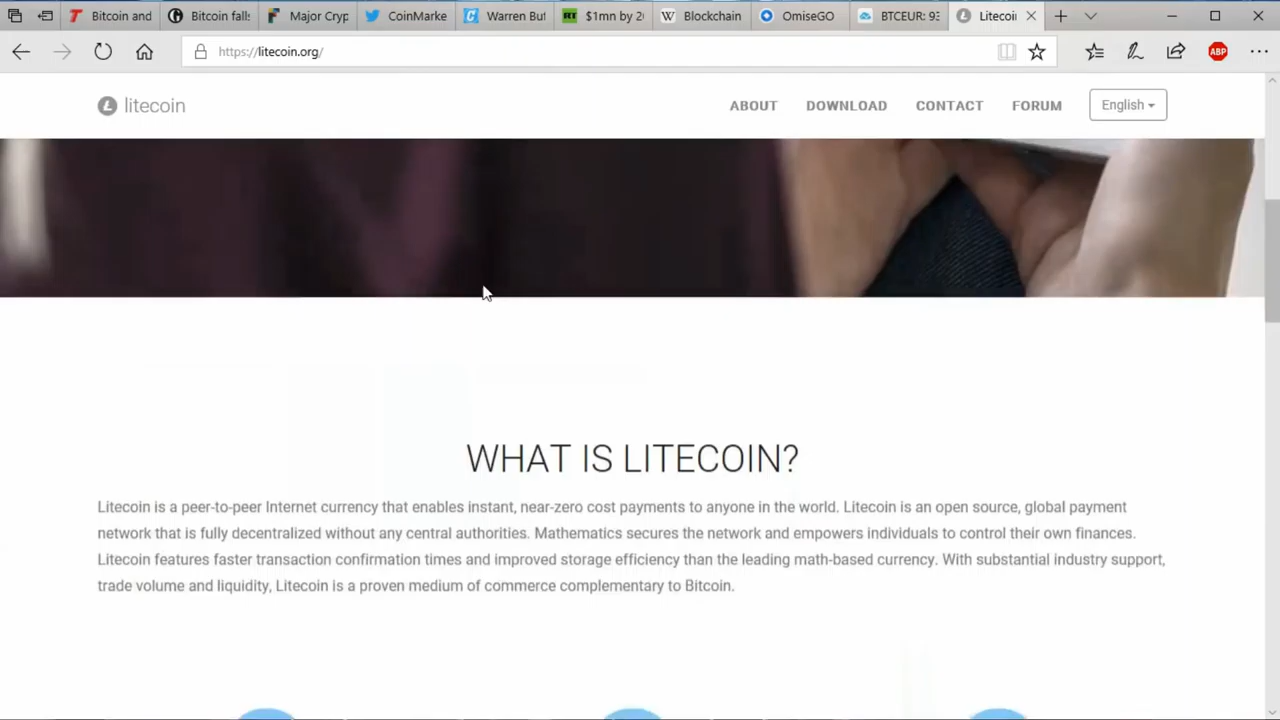 Bitcoin and
Bitcoin falls
Major Cryp
CoinMarke
Warren But
RT
$1mn by 2
W
Blockchain
OmiseGO
BTCEUR: 93
Litecoi
https://litecoin.org/
ABP
litecoin
ABOUT
DOWNLOAD
CONTACT
FORUM
English
WHAT IS LITECOIN?
Litecoin is a peer-to-peer Internet currency that enables instant, near-zero cost payments to anyone in the world. Litecoin is an open source, global payment
network that is fully decentralized without any central authorities. Mathematics secures the network and empowers individuals to control their own finances.
Litecoin features faster transaction confirmation times and improved storage efficiency than the leading math-based currency. With substantial industry support,
trade volume and liquidity, Litecoin is a proven medium of commerce complementary to Bitcoin.